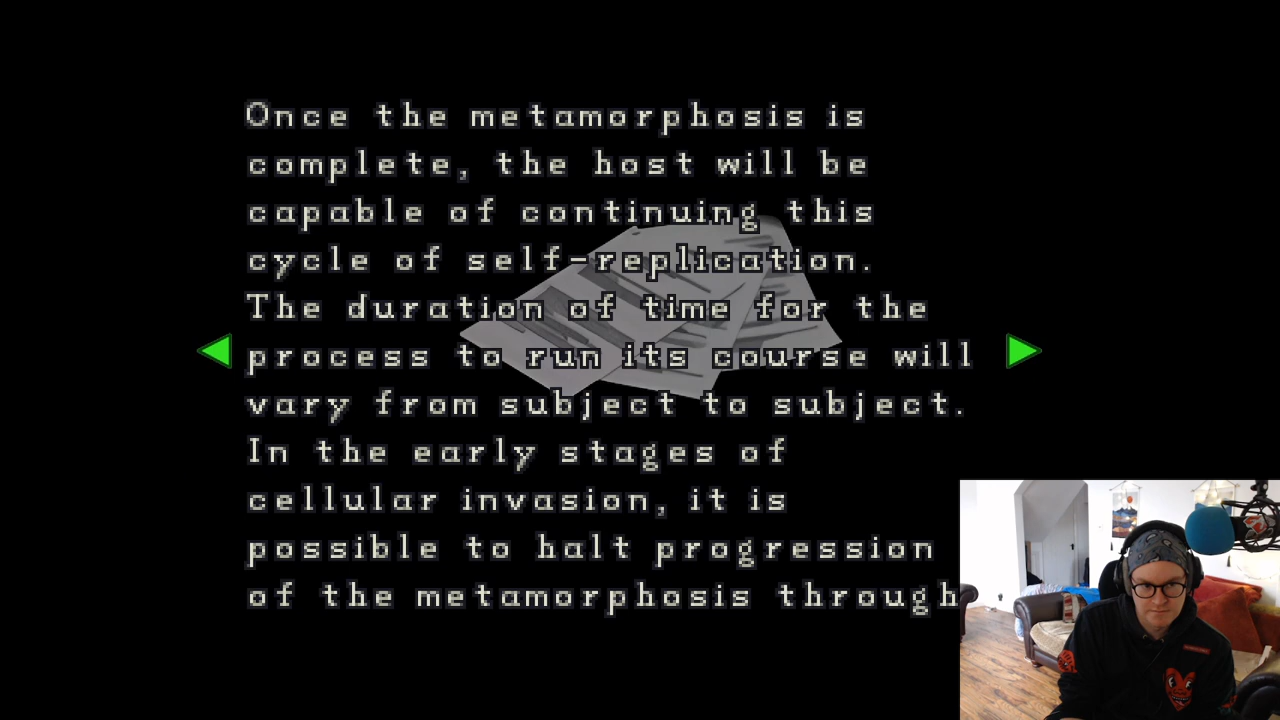 Once the metamorphosis is
complete, the host will be
capable of continuing this
cycle of self-replication.
The duration of time for the
process to run its course will
vary from subject to subject.
In the early stages of
cellular invasion, it is
possible to halt progression
of the metamorphosis through